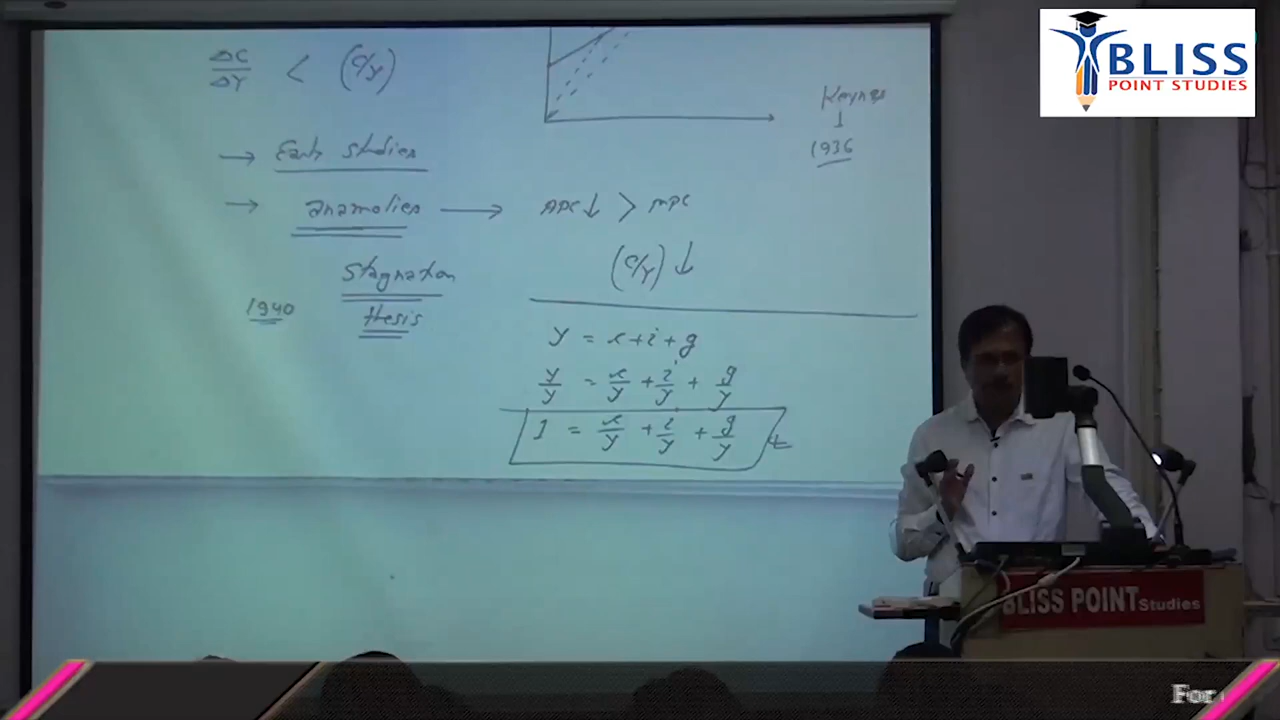 BLISS
POINT STUDIES
ΔC/ΔY < (C/Y)
Keynes
↓
1936
→ Early studies
→ anamolies → APC↓ > MPC
(C/Y)↓
Stagnation
thesis
1940
y = c+i+g
y/y = c/y + i/y + g/y
1 = c/y + i/y + g/y
BLISS POINT Studies
For